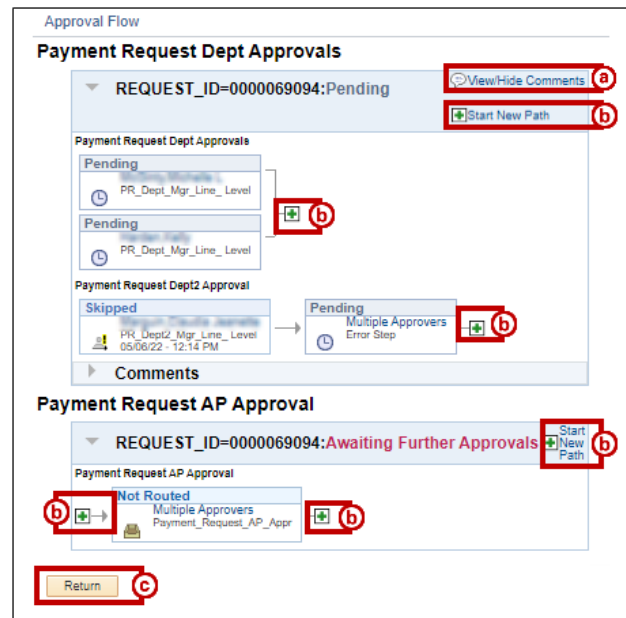 Approval Flow
Payment Request Dept Approvals
REQUEST_ID=0000069094:Pending
View/Hide Comments
a
Start New Path
b
Payment Request Dept Approvals
Pending
PR_Dept_Mgr_Line_ Level
b
Pending
PR_Dept_Mgr_Line_ Level
Payment Request Dept2 Approval
Skipped
PR_Dept2_Mgr_Line_ Level
05/06/22 - 12:14 PM
Pending
Multiple Approvers
Error Step
b
Comments
Payment Request AP Approval
REQUEST_ID=0000069094:Awaiting Further Approvals
Start
New
Path
b
Payment Request AP Approval
b
Not Routed
Multiple Approvers
Payment_Request_AP_Appr
b
Return
c